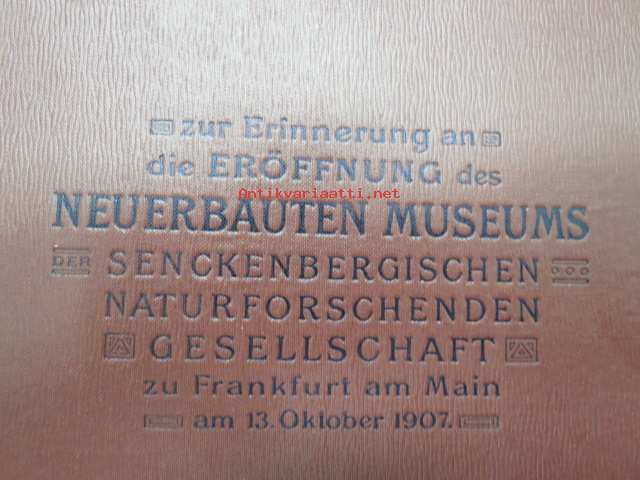 zur Erinnerung an
die ERÖFFNUNG des
Antikvariaatti.net
NEUERBAUTEN MUSEUMS
DER SENCKENBERGISCHEN
NATURFORSCHENDEN
GESELLSCHAFT
zu Frankfurt am Main
am 13. Oktober 1907.